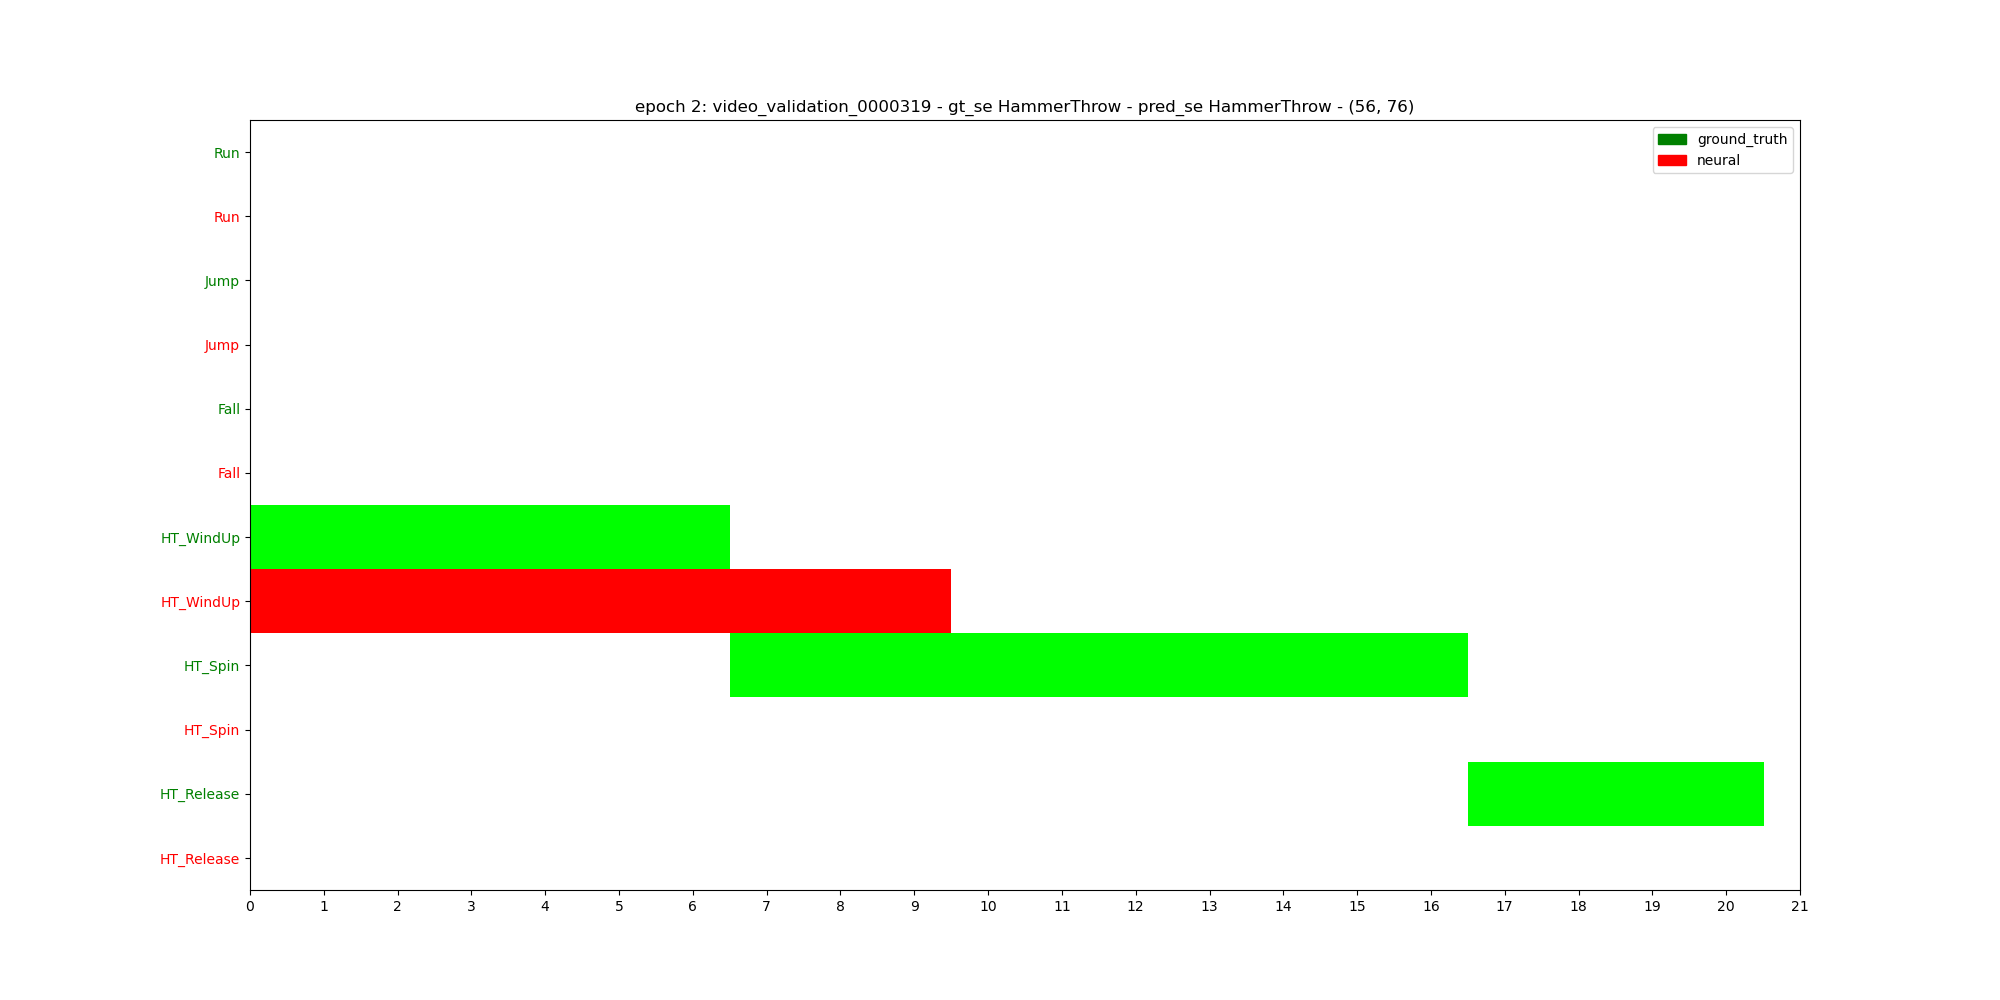 epoch 2: video_validation_0000319 - gt_se HammerThrow - pred_se HammerThrow - (56, 76)
ground_truth
neural
Run
Run
Jump
Jump
Fall
Fall
HT_WindUp
HT_WindUp
HT_Spin
HT_Spin
HT_Release
HT_Release
0 1 2 3 4 5 6 7 8 9 10 11 12 13 14 15 16 17 18 19 20 21